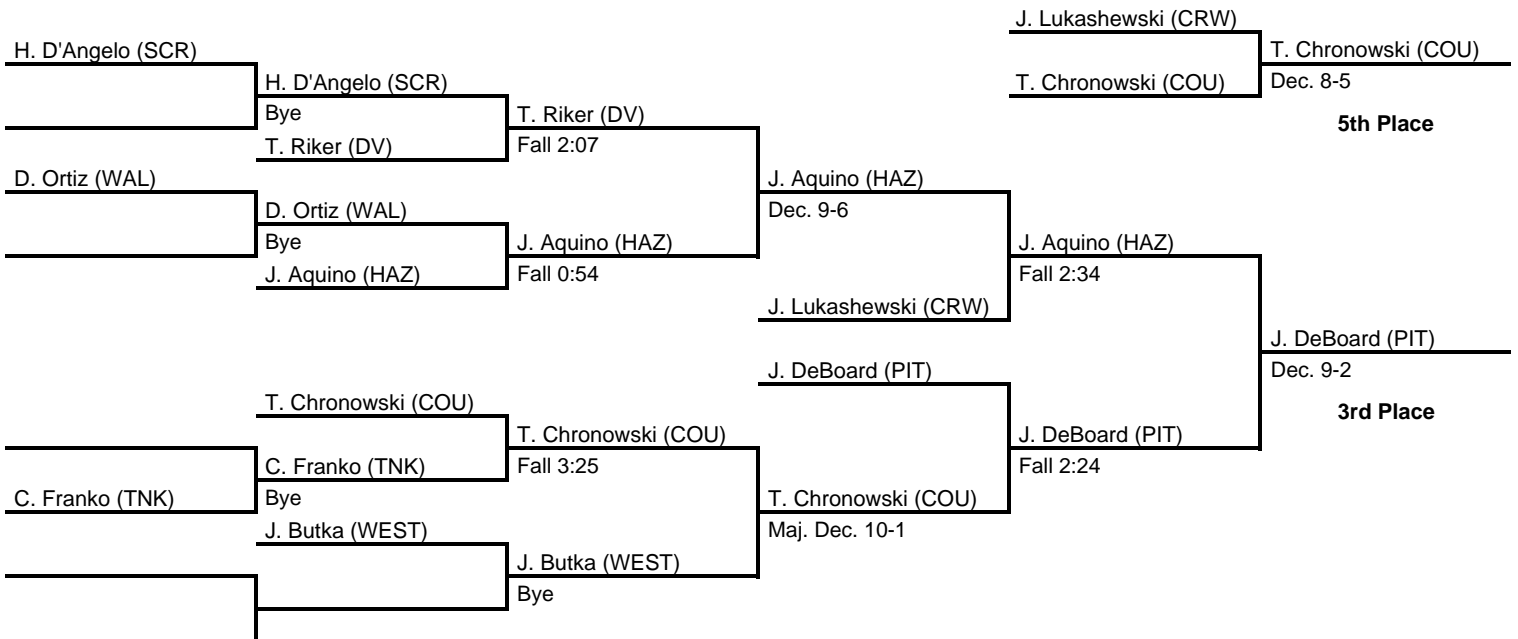 J. Lukashewski (CRW)
H. D'Angelo (SCR)
T. Chronowski (COU)
H. D'Angelo (SCR)
T. Chronowski (COU)
Dec. 8-5
Bye
T. Riker (DV)
5th Place
T. Riker (DV)
Fall 2:07
D. Ortiz (WAL)
J. Aquino (HAZ)
D. Ortiz (WAL)
Dec. 9-6
Bye
J. Aquino (HAZ)
J. Aquino (HAZ)
J. Aquino (HAZ)
Fall 0:54
Fall 2:34
J. Lukashewski (CRW)
J. DeBoard (PIT)
J. DeBoard (PIT)
Dec. 9-2
T. Chronowski (COU)
3rd Place
T. Chronowski (COU)
J. DeBoard (PIT)
C. Franko (TNK)
Fall 3:25
Fall 2:24
C. Franko (TNK)
Bye
T. Chronowski (COU)
J. Butka (WEST)
Maj. Dec. 10-1
J. Butka (WEST)
Bye